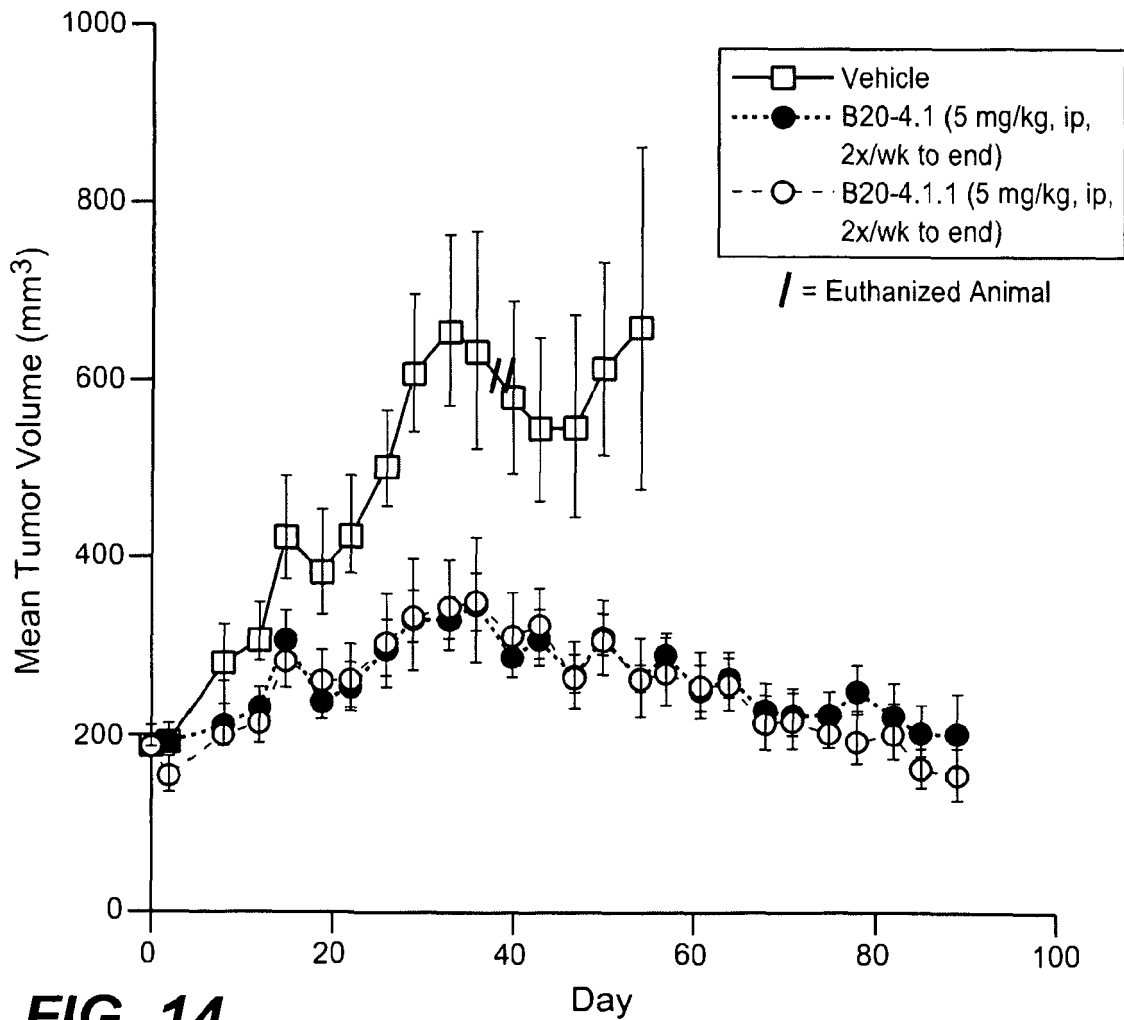 1000
800
600
400
200
0
Mean Tumor Volume (mm³)
0 20 40 60 80 100
Day
Vehicle
B20-4.1 (5 mg/kg, ip,
2x/wk to end)
B20-4.1.1 (5 mg/kg, ip,
2x/wk to end)
/ = Euthanized Animal
FIG. 14